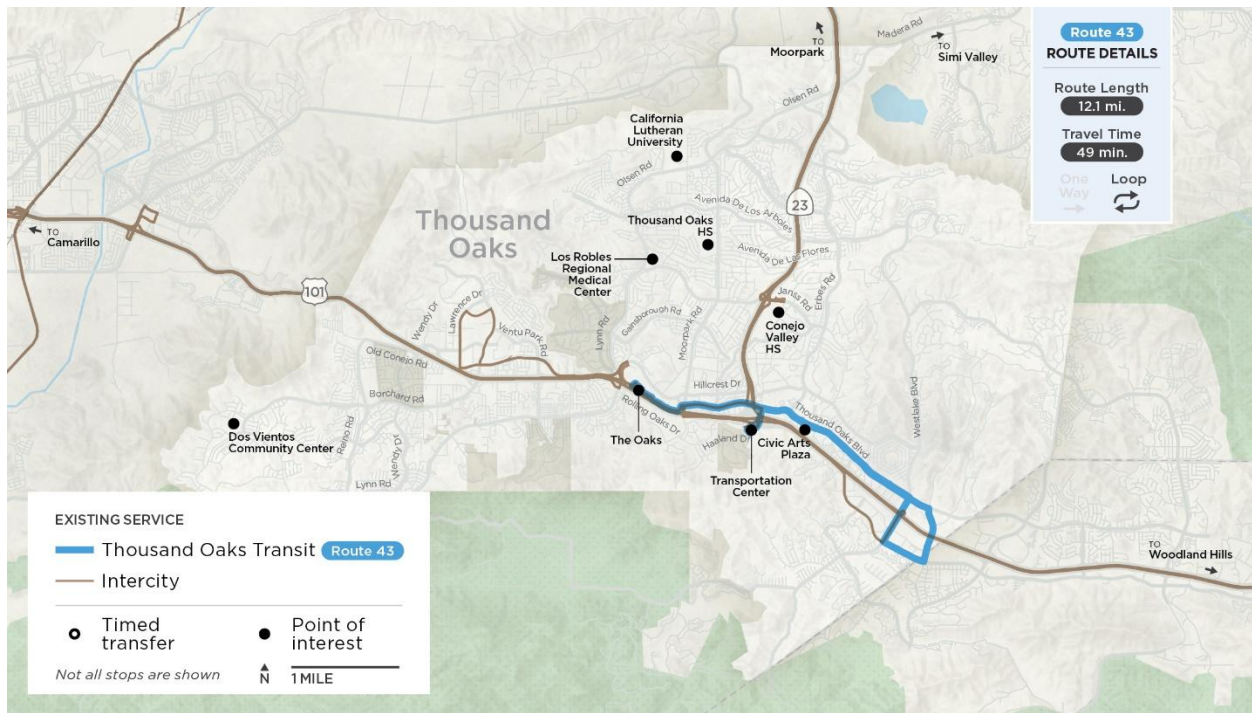 Route 43
ROUTE DETAILS
Route Length
12.1 mi.
Travel Time
49 min.
One
Way
Loop
TO
Moorpark
Madera Rd
TO
Simi Valley
Olsen Rd
California
Lutheran
University
Olsen Rd
Avenida De Los Arboles
23
Thousand
Oaks
Thousand Oaks
HS
TO
Camarillo
Avenida De Las Flores
Los Robles
Regional
Medical
Center
101
Janss Rd
Erbes Rd
Wendy Dr
Lawrence Dr
Ventu Park Rd
Lynn Rd
Gainsborough Rd
Moorpark Rd
Conejo
Valley
HS
Old Conejo Rd
Borchard Rd
Hillcrest Dr
Westlake Blvd
Rolling Oaks Dr
Thousand Oaks Blvd
Dos Vientos
Community Center
Reino Rd
Wendy Dr
Lynn Rd
The Oaks
Haaland Dr
Civic Arts
Plaza
Transportation
Center
TO
Woodland Hills
EXISTING SERVICE
Thousand Oaks Transit Route 43
Intercity
Timed
transfer
Point of
interest
Not all stops are shown
N
1 MILE